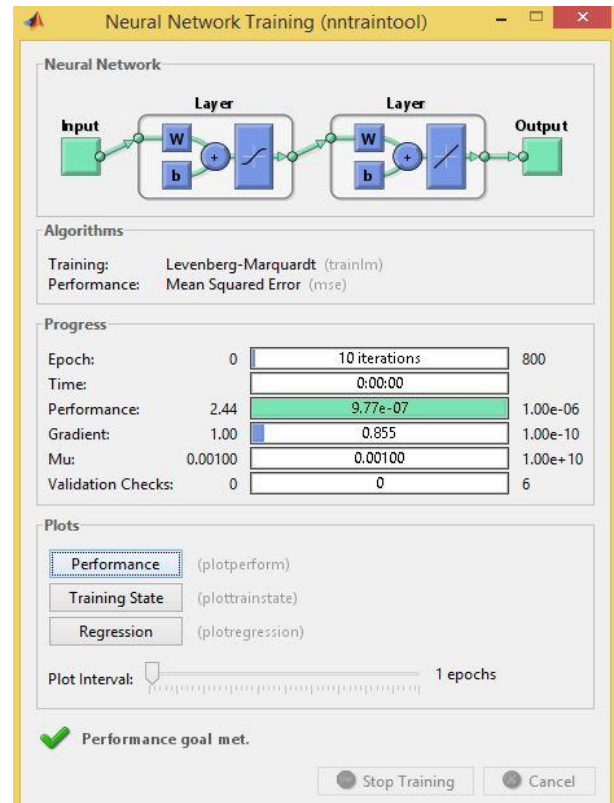 Neural Network Training (nntraintool)
Neural Network
Layer Layer
Input Output
W W
+ +
b b
Algorithms
Training: Levenberg-Marquardt (trainlm)
Performance: Mean Squared Error (mse)
Progress
Epoch: 0 10 iterations 800
Time: 0:00:00
Performance: 2.44 9.77e-07 1.00e-06
Gradient: 1.00 0.855 1.00e-10
Mu: 0.00100 0.00100 1.00e+10
Validation Checks: 0 0 6
Plots
Performance (plotperform)
Training State (plottrainstate)
Regression (plotregression)
Plot Interval: 1 epochs
Performance goal met.
Stop Training Cancel